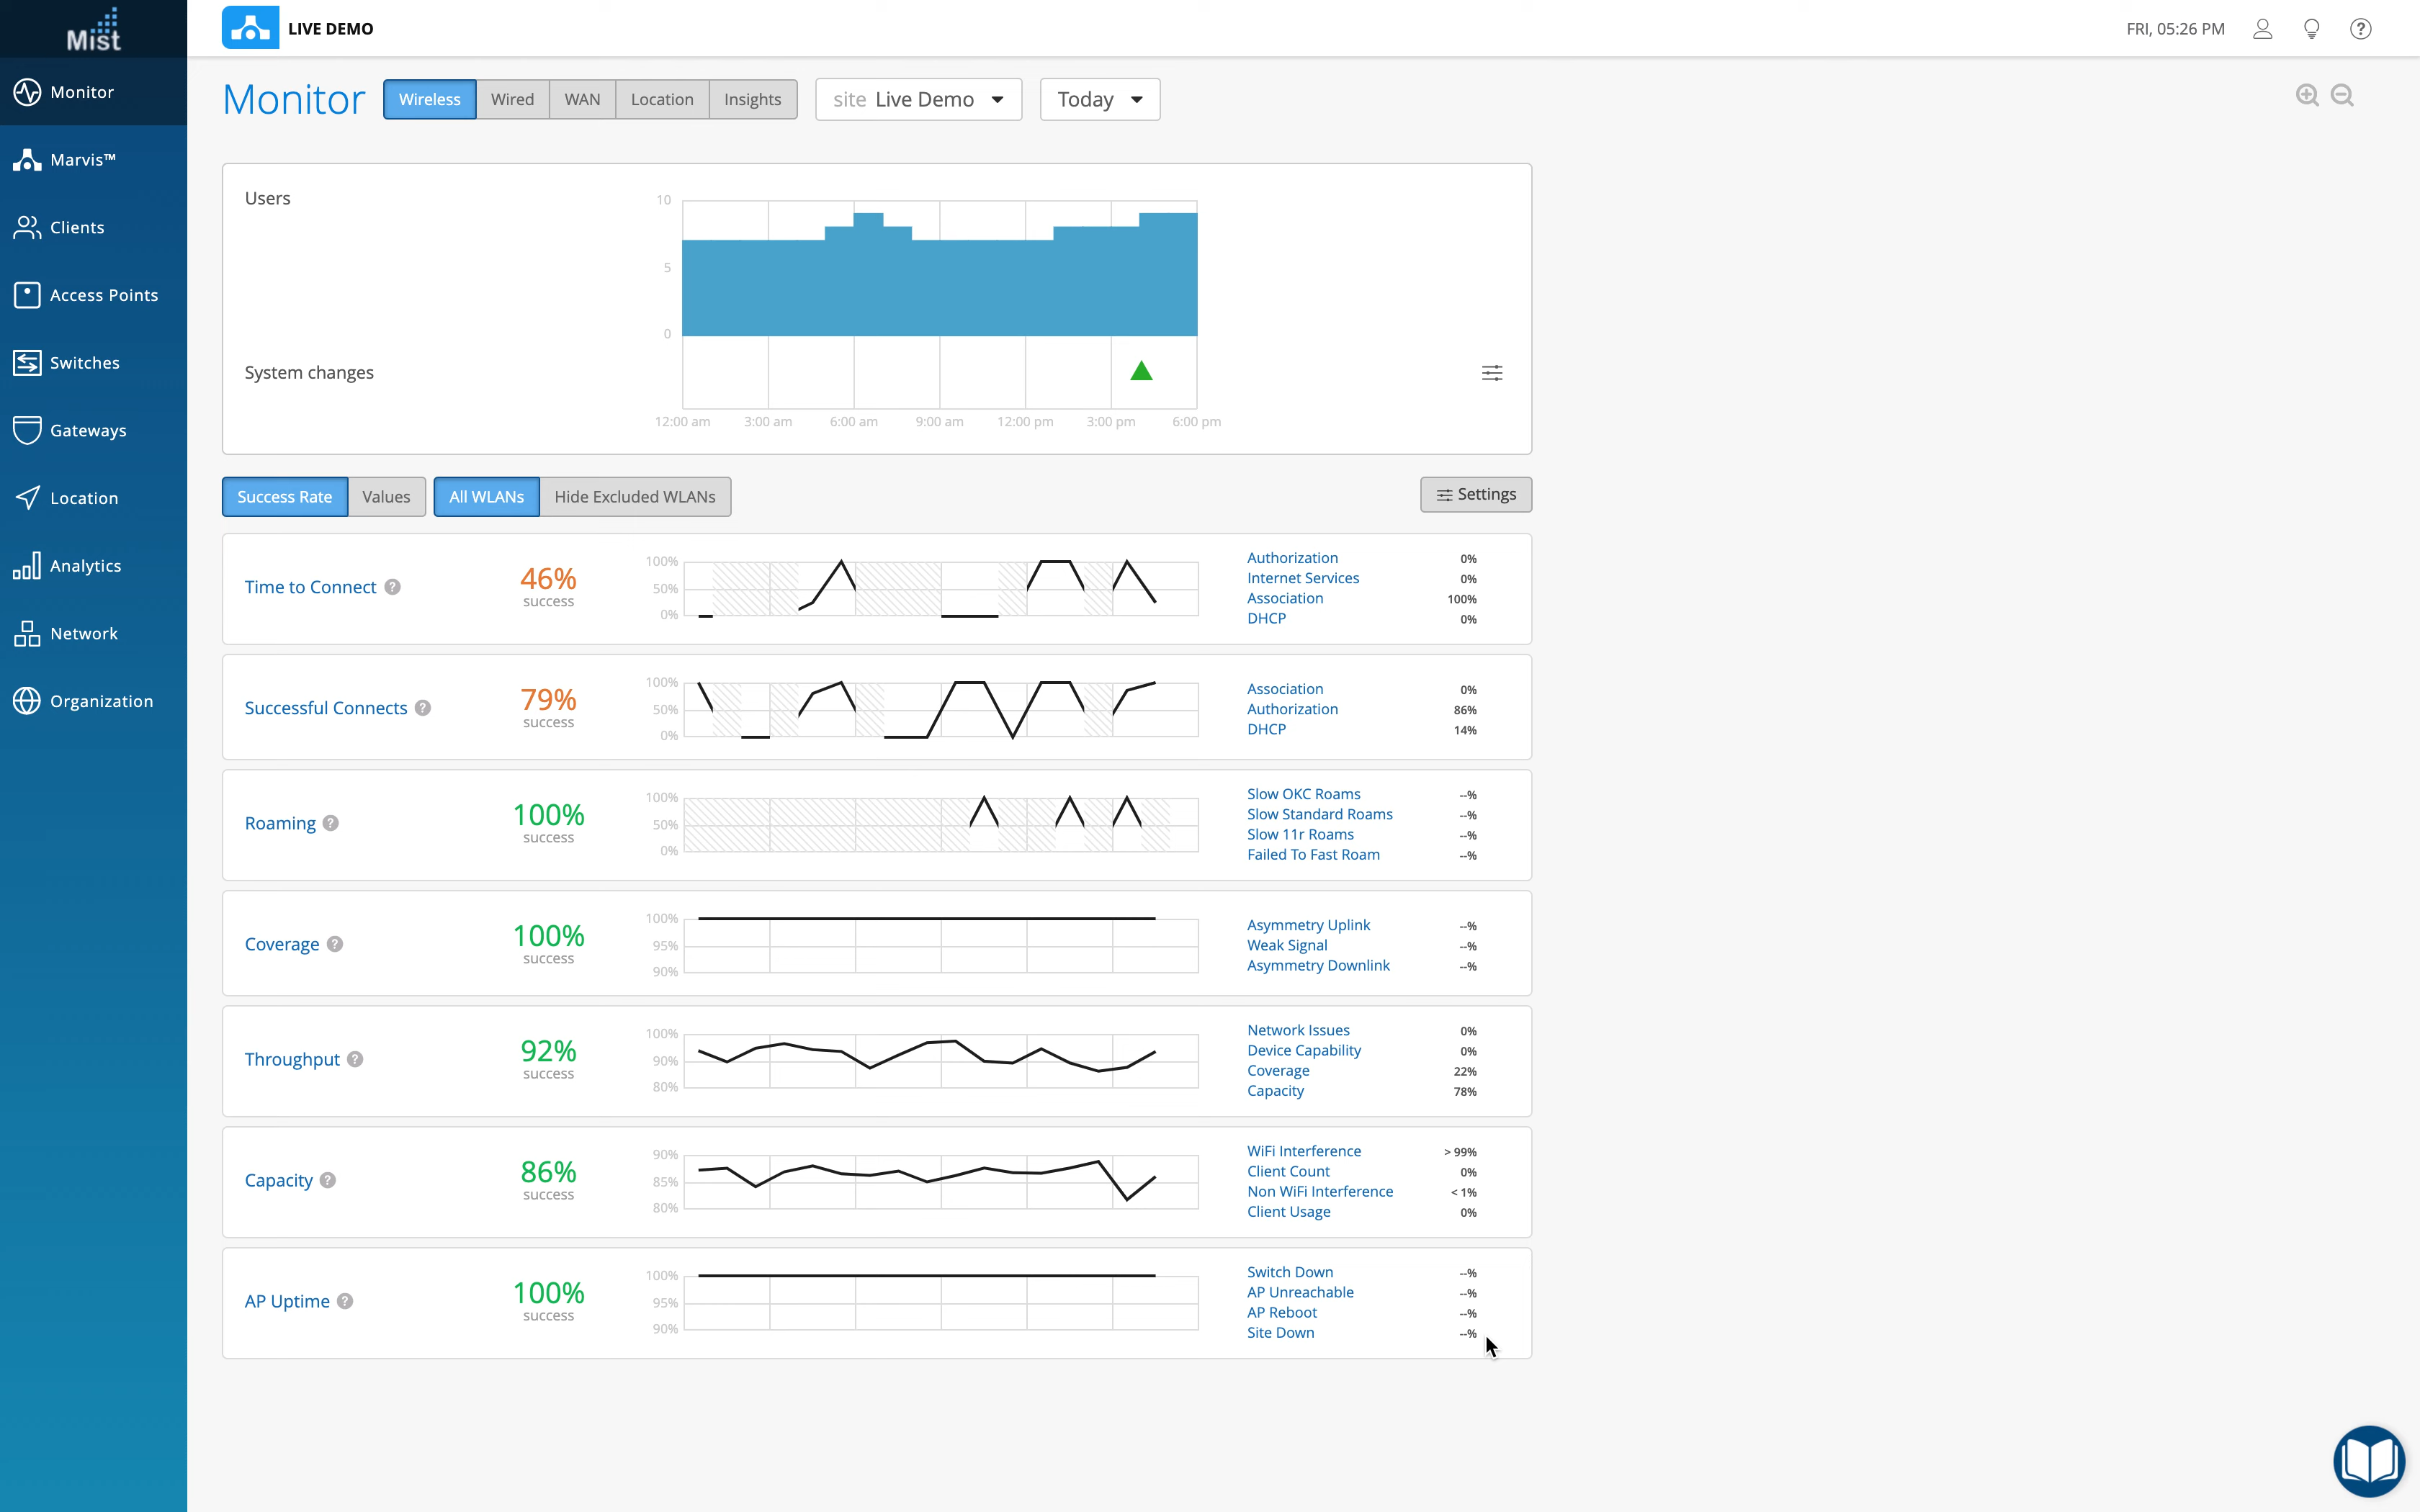 Mist
LIVE DEMO
FRI, 05:26 PM
Monitor
Marvis™
Clients
Access Points
Switches
Gateways
Location
Analytics
Network
Organization
Monitor
Wireless Wired WAN Location Insights
site Live Demo
Today
Users
10
5
0
System changes
12:00 am 3:00 am 6:00 am 9:00 am 12:00 pm 3:00 pm 6:00 pm
Success Rate Values All WLANs Hide Excluded WLANs
Settings
Time to Connect ?
46%
success
100%
50%
0%
Authorization 0%
Internet Services 0%
Association 100%
DHCP 0%
Successful Connects ?
79%
success
100%
50%
0%
Association 0%
Authorization 86%
DHCP 14%
Roaming ?
100%
success
100%
50%
0%
Slow OKC Roams --%
Slow Standard Roams --%
Slow 11r Roams --%
Failed To Fast Roam --%
Coverage ?
100%
success
100%
95%
90%
Asymmetry Uplink --%
Weak Signal --%
Asymmetry Downlink --%
Throughput ?
92%
success
100%
90%
80%
Network Issues 0%
Device Capability 0%
Coverage 22%
Capacity 78%
Capacity ?
86%
success
90%
85%
80%
WiFi Interference > 99%
Client Count 0%
Non WiFi Interference < 1%
Client Usage 0%
AP Uptime ?
100%
success
100%
95%
90%
Switch Down --%
AP Unreachable --%
AP Reboot --%
Site Down --%